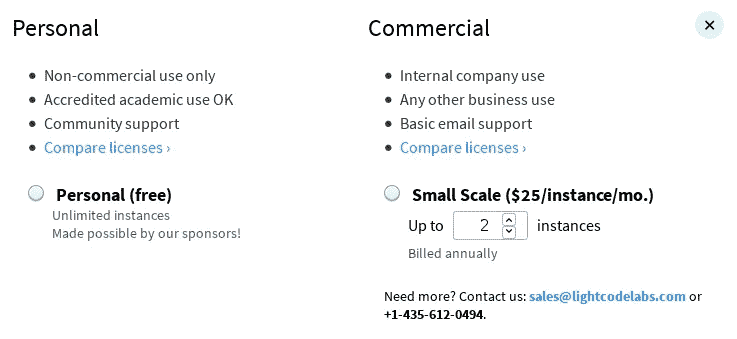 Personal
Non-commercial use only
Accredited academic use OK
Community support
Compare licenses ›
Personal (free)
Unlimited instances
Made possible by our sponsors!
Commercial
Internal company use
Any other business use
Basic email support
Compare licenses ›
Small Scale ($25/instance/mo.)
Up to 2 instances
Billed annually
Need more? Contact us: sales@lightcodelabs.com or
+1-435-612-0494.